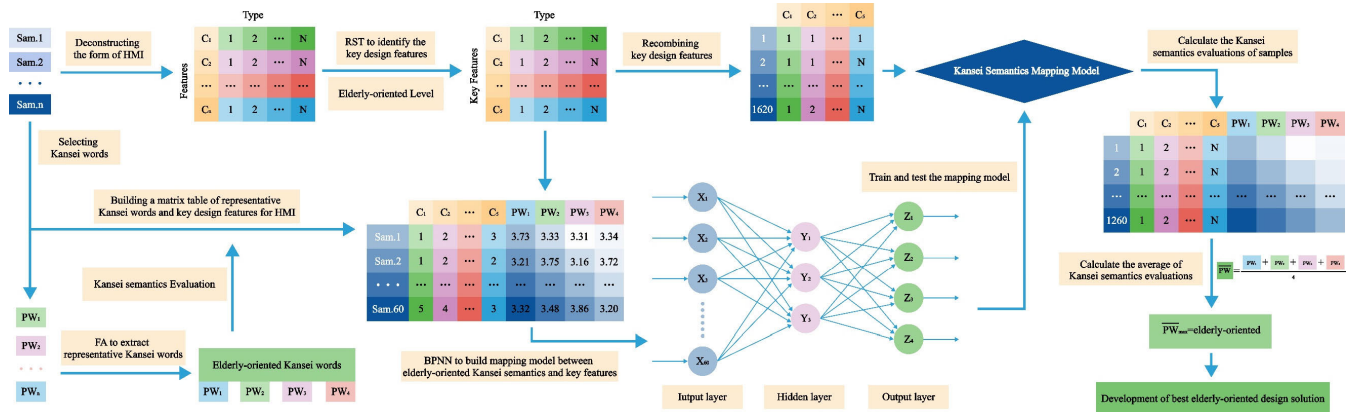 Sam.1
Sam.2
• • •
Sam.n
Deconstructing
the form of HMI
Type
Features
C₁ 1 2 ••• N
C₂ 1 2 ••• N
••• ••• ••• ••• •••
C₄ 1 2 ••• N
RST to identify the
key design features
Elderly-oriented Level
Type
Key Features
C₁ 1 2 ••• N
C₂ 1 2 ••• N
••• ••• ••• ••• •••
C₅ 1 2 ••• N
Recombining
key design features
C₁ C₂ ••• C₅
1 1 1 ••• 1
2 1 1 ••• N
••• ••• ••• ••• •••
1620 1 2 ••• N
Kansei Semantics Mapping Model
Calculate the Kansei
semantics evaluations of samples
C₁ C₂ ••• C₅ PW₁ PW₂ PW₃ PW₄
1 1 2 ••• N
2 1 2 ••• N
••• ••• ••• ••• ••• ••• ••• ••• •••
1260 1 2 ••• N
Selecting
Kansei words
Building a matrix table of representative
Kansei words and key design features for HMI
Kansei semantics Evaluation
PW₁
PW₂
• • • •
PWₙ
FA to extract
representative Kansei words
Elderly-oriented Kansei words
PW₁ PW₂ PW₃ PW₄
C₁ C₂ ••• C₅ PW₁ PW₂ PW₃ PW₄
Sam.1 1 2 ••• 3 3.73 3.33 3.31 3.34
Sam.2 1 2 ••• 2 3.21 3.75 3.16 3.72
• • • • ••• ••• ••• ••• ••• ••• ••• •••
Sam.60 5 4 ••• 3 3.32 3.48 3.86 3.20
BPNN to build mapping model between
elderly-oriented Kansei semantics and key features
X₁
X₂
X₃
X₆₀
Y₁
Y₂
Y₃
Z₁
Z₂
Z₃
Z₄
Iutput layer
Hidden layer
Output layer
Train and test the mapping model
Calculate the average of
Kansei semantics evaluations
PW̅ = PW₁ + PW₂ + PW₃ + PW₄
4
PW̅ₘₐₓ=elderly-oriented
Development of best elderly-oriented design solution